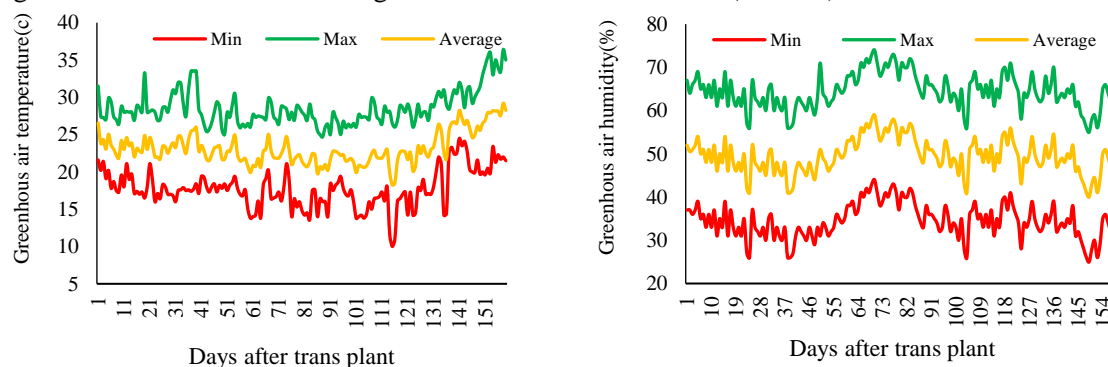 40
35
30
25
20
15
10
5
Greenhous air temperature(c)
Min Max Average
1 11 21 31 41 51 61 71 81 91 101 111 121 131 141 151
Days after trans plant
80
70
60
50
40
30
20
Greenhous air humidity(%)
Min Max Average
1 10 19 28 37 46 55 64 73 82 91 100 109 118 127 136 145 154
Days after trans plant